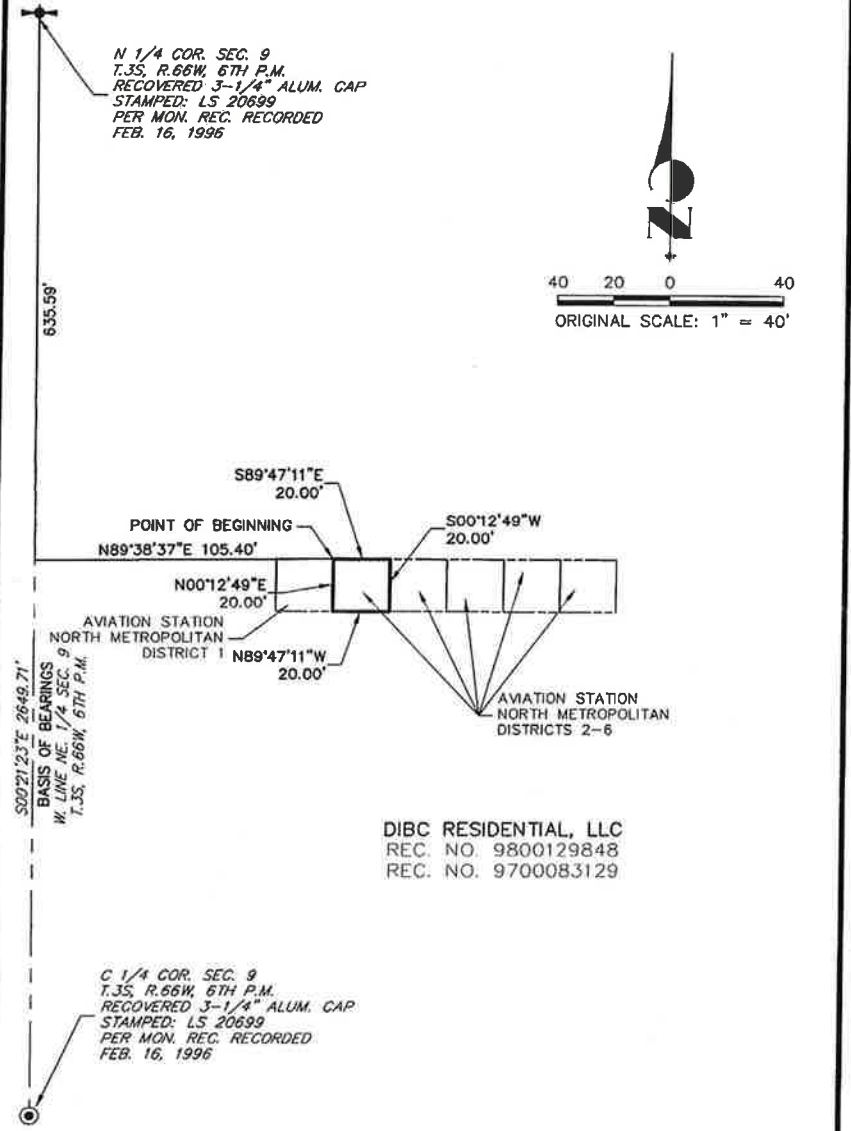 N 1/4 COR. SEC. 9
T.3S, R.66W, 6TH P.M.
RECOVERED 3-1/4" ALUM. CAP
STAMPED: LS 20699
PER MON. REC. RECORDED
FEB. 16, 1996
N
40 20 0 40
ORIGINAL SCALE: 1" = 40'
635.59'
S89°47'11"E
20.00'
POINT OF BEGINNING
S00°12'49"W
20.00'
N89°38'37"E 105.40'
N00°12'49"E
20.00'
AVIATION STATION
NORTH METROPOLITAN
DISTRICT 1
N89°47'11"W
20.00'
AVIATION STATION
NORTH METROPOLITAN
DISTRICTS 2-6
S00°21'23"E 2649.71'
BASIS OF BEARINGS
W. LINE NE. 1/4 SEC. 9
T.3S, R.66W, 6TH P.M.
DIBC RESIDENTIAL, LLC
REC. NO. 9800129848
REC. NO. 9700083129
C 1/4 COR. SEC. 9
T.3S, R.66W, 6TH P.M.
RECOVERED 3-1/4" ALUM. CAP
STAMPED: LS 20699
PER MON. REC. RECORDED
FEB. 16, 1996